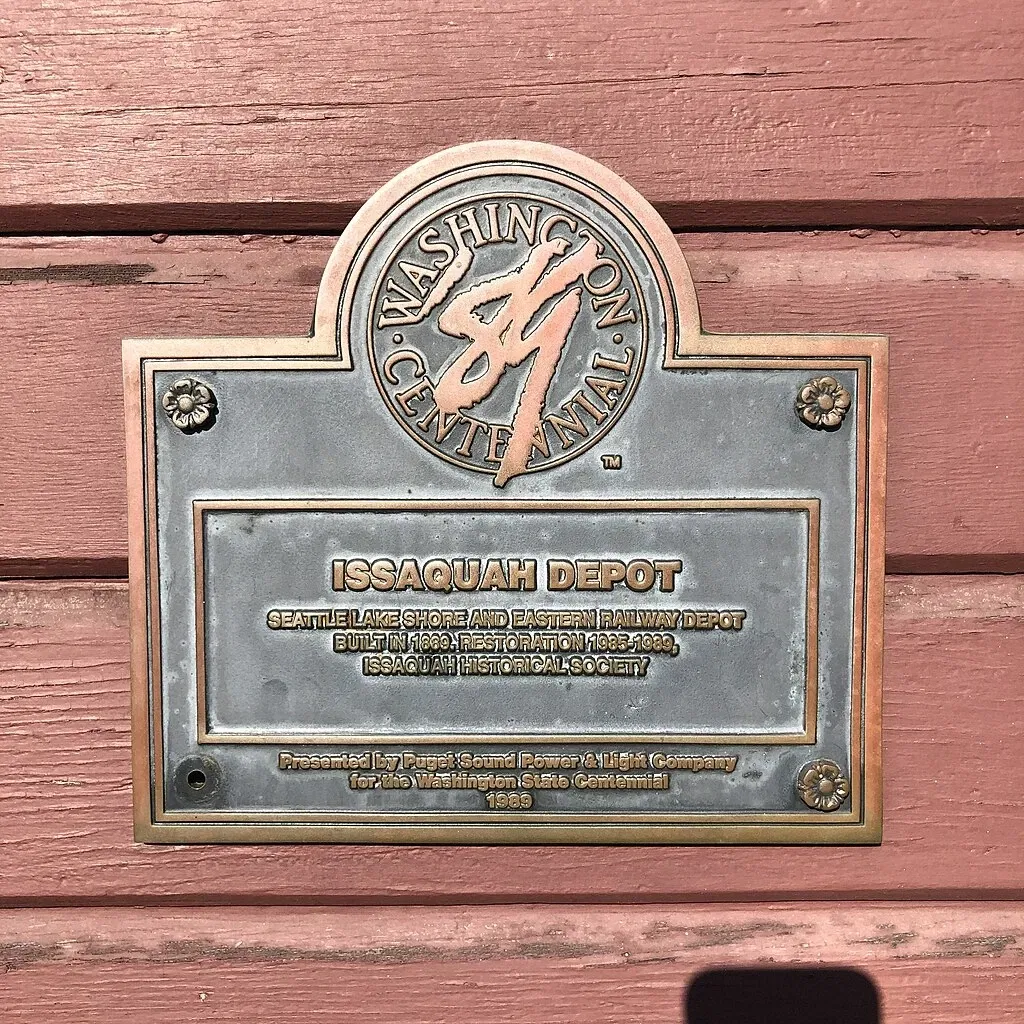 WASHINGTON
89
· CENTENNIAL ·
TM
ISSAQUAH DEPOT
SEATTLE LAKE SHORE AND EASTERN RAILWAY DEPOT
BUILT IN 1889. RESTORATION 1985-1989,
ISSAQUAH HISTORICAL SOCIETY
Presented by Puget Sound Power & Light Company
for the Washington State Centennial
1989